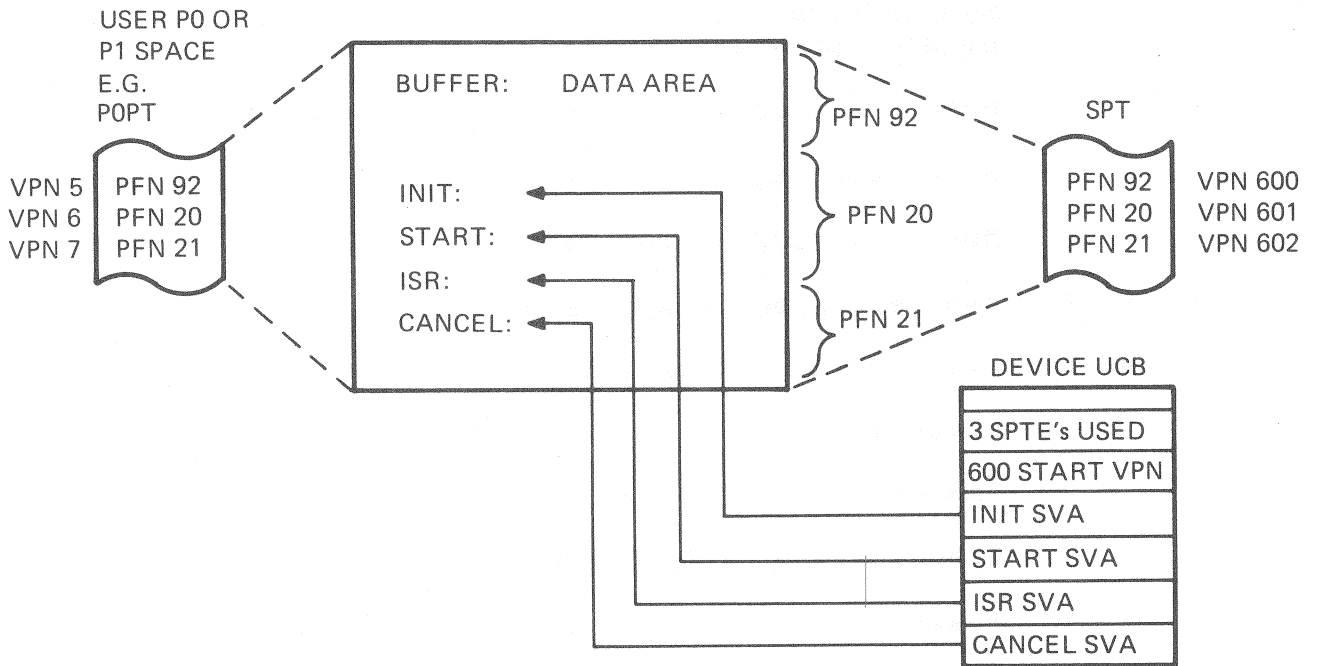 USER P0 OR
P1 SPACE
E.G.
P0PT
VPN 5 PFN 92
VPN 6 PFN 20
VPN 7 PFN 21
BUFFER: DATA AREA
INIT:
START:
ISR:
CANCEL:
PFN 92
PFN 20
PFN 21
SPT
PFN 92 VPN 600
PFN 20 VPN 601
PFN 21 VPN 602
DEVICE UCB
3 SPTE's USED
600 START VPN
INIT SVA
START SVA
ISR SVA
CANCEL SVA